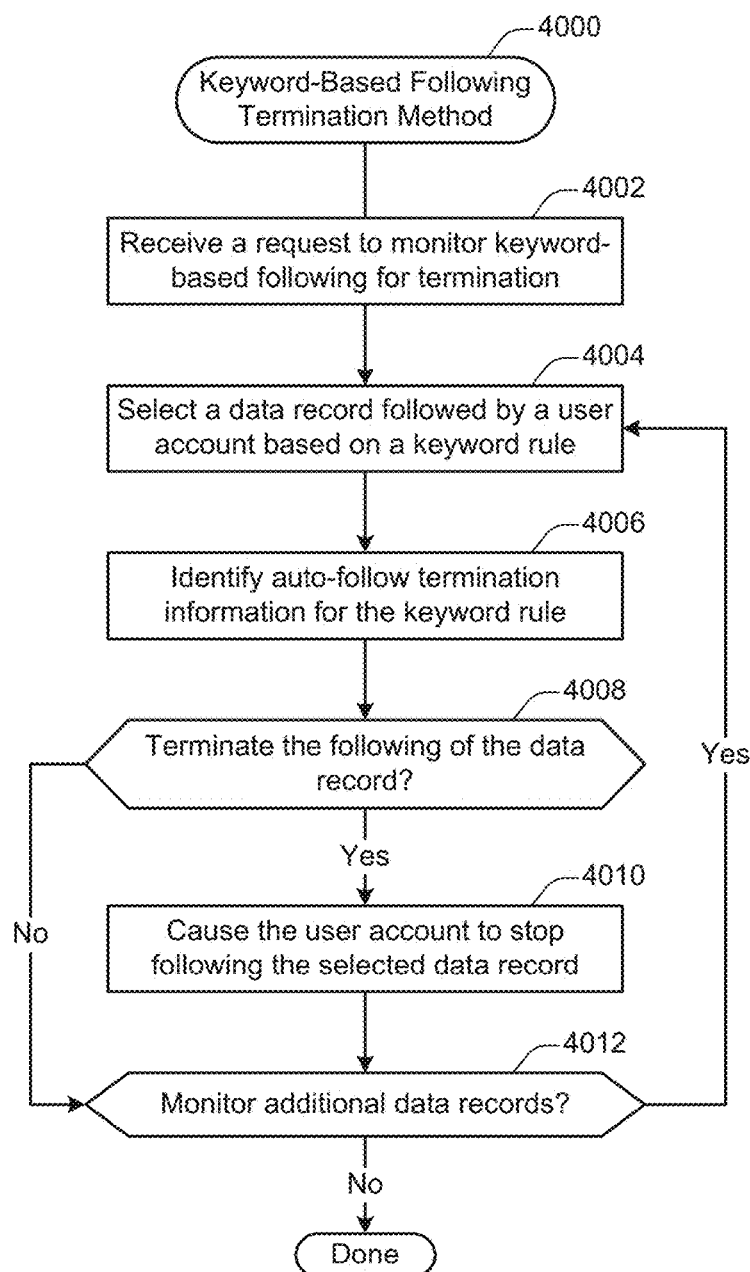 4000
Keyword-Based Following
Termination Method
4002
Receive a request to monitor keyword-
based following for termination
4004
Select a data record followed by a user
account based on a keyword rule
4006
Identify auto-follow termination
information for the keyword rule
4008
Terminate the following of the data
record?
Yes
Yes
4010
No
Cause the user account to stop
following the selected data record
4012
Monitor additional data records?
No
Done